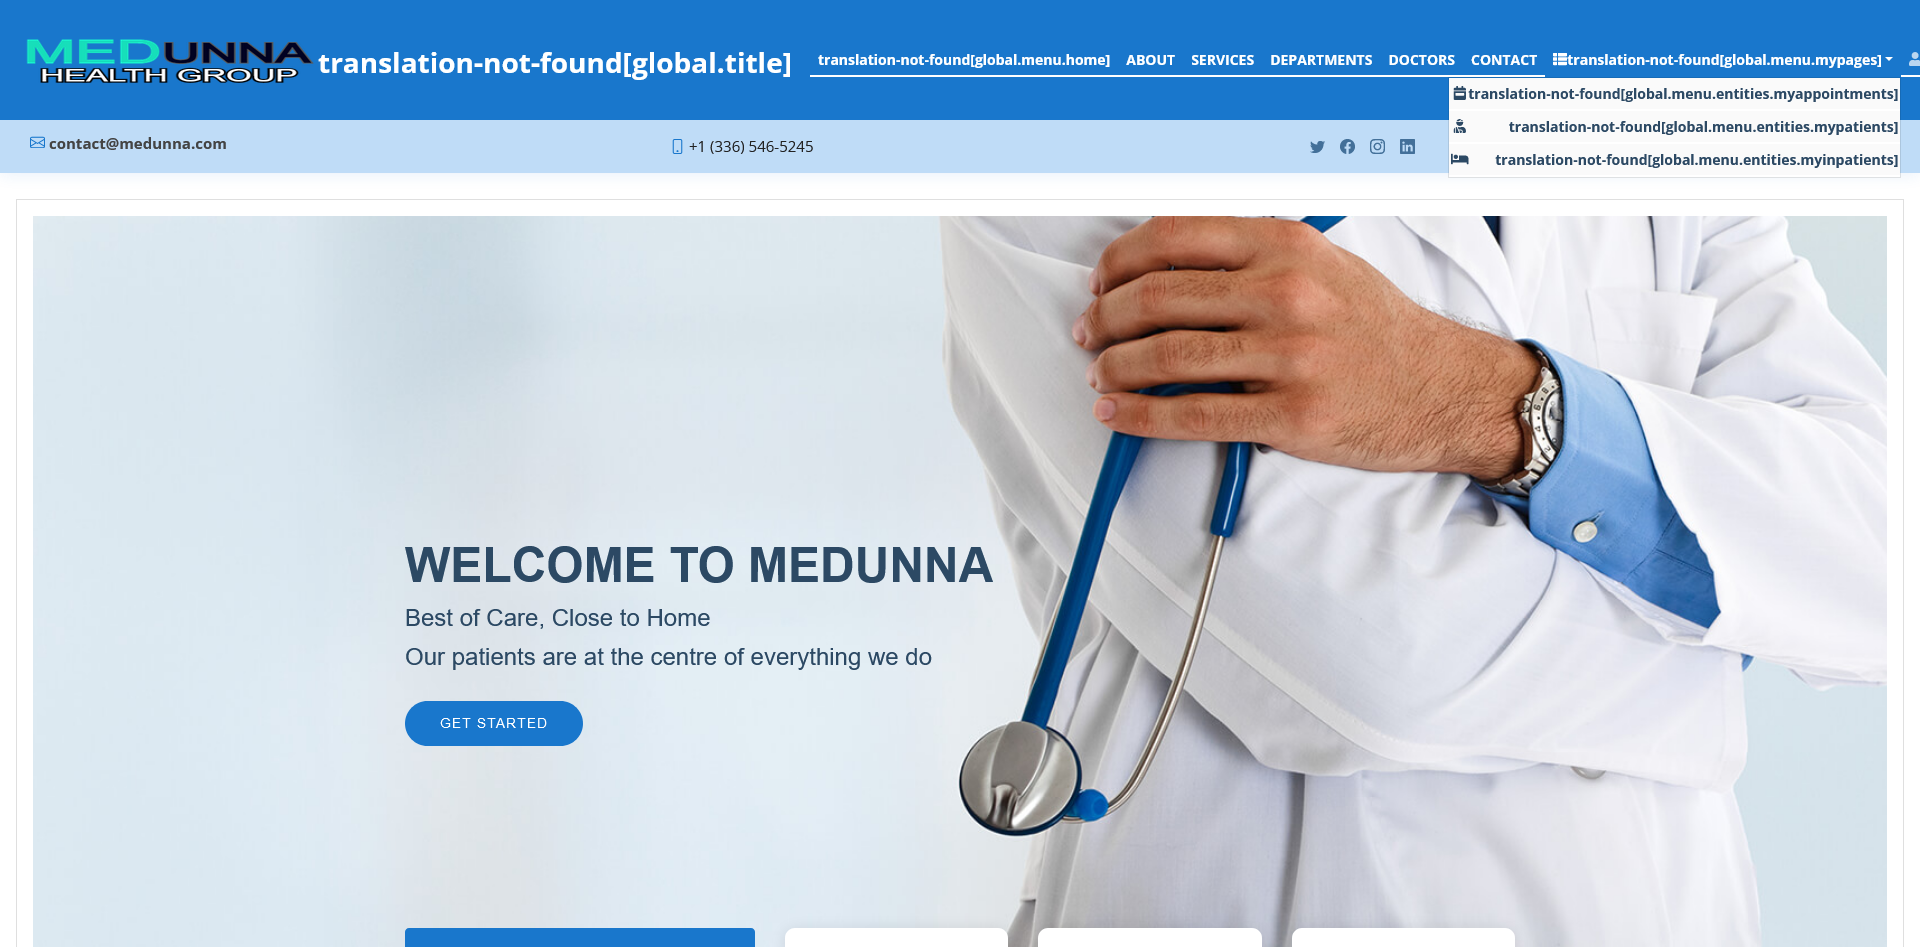 MEDUNNA
HEALTH GROUP
translation-not-found[global.title]
translation-not-found[global.menu.home] ABOUT SERVICES DEPARTMENTS DOCTORS CONTACT translation-not-found[global.menu.mypages]
translation-not-found[global.menu.entities.myappointments]
translation-not-found[global.menu.entities.mypatients]
translation-not-found[global.menu.entities.myinpatients]
contact@medunna.com
+1 (336) 546-5245
WELCOME TO MEDUNNA
Best of Care, Close to Home
Our patients are at the centre of everything we do
GET STARTED